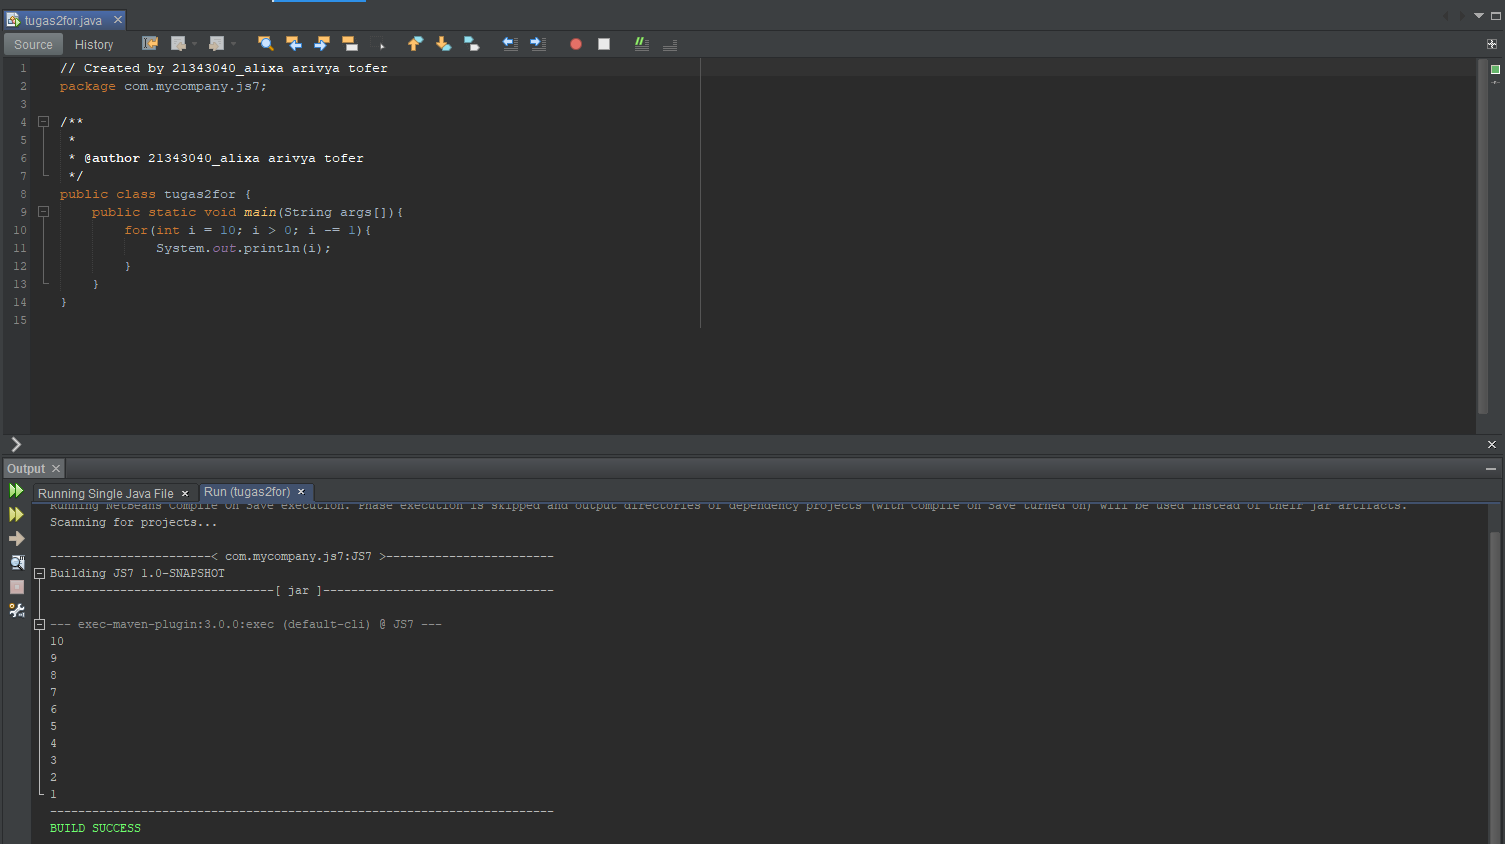 tugas2for.java
Source History
1 // Created by 21343040_alixa arivya tofer
2 package com.mycompany.js7;
3
4 /**
5 *
6 * @author 21343040_alixa arivya tofer
7 */
8 public class tugas2for {
9 public static void main(String args[]){
10 for(int i = 10; i > 0; i -= 1){
11 System.out.println(i);
12 }
13 }
14 }
15
Output
Running Single Java File Run (tugas2for)
Running NetBeans Compile On Save execution. Phase execution is skipped and output directories of dependency projects (with Compile on Save turned on) will be used instead of their jar artifacts.
Scanning for projects...
-----------------------< com.mycompany.js7:JS7 >------------------------
Building JS7 1.0-SNAPSHOT
--------------------------------[ jar ]---------------------------------
--- exec-maven-plugin:3.0.0:exec (default-cli) @ JS7 ---
10
9
8
7
6
5
4
3
2
1
------------------------------------------------------------------------
BUILD SUCCESS